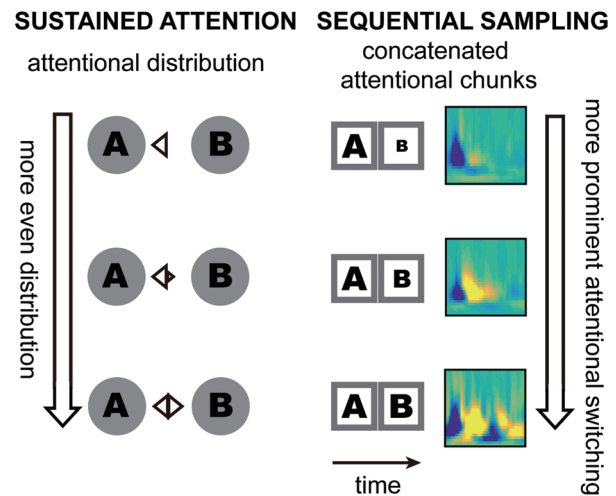 SUSTAINED ATTENTION
attentional distribution
more even distribution
A B
A B
A B
SEQUENTIAL SAMPLING
concatenated
attentional chunks
A B
A B
A B
time
more prominent attentional switching